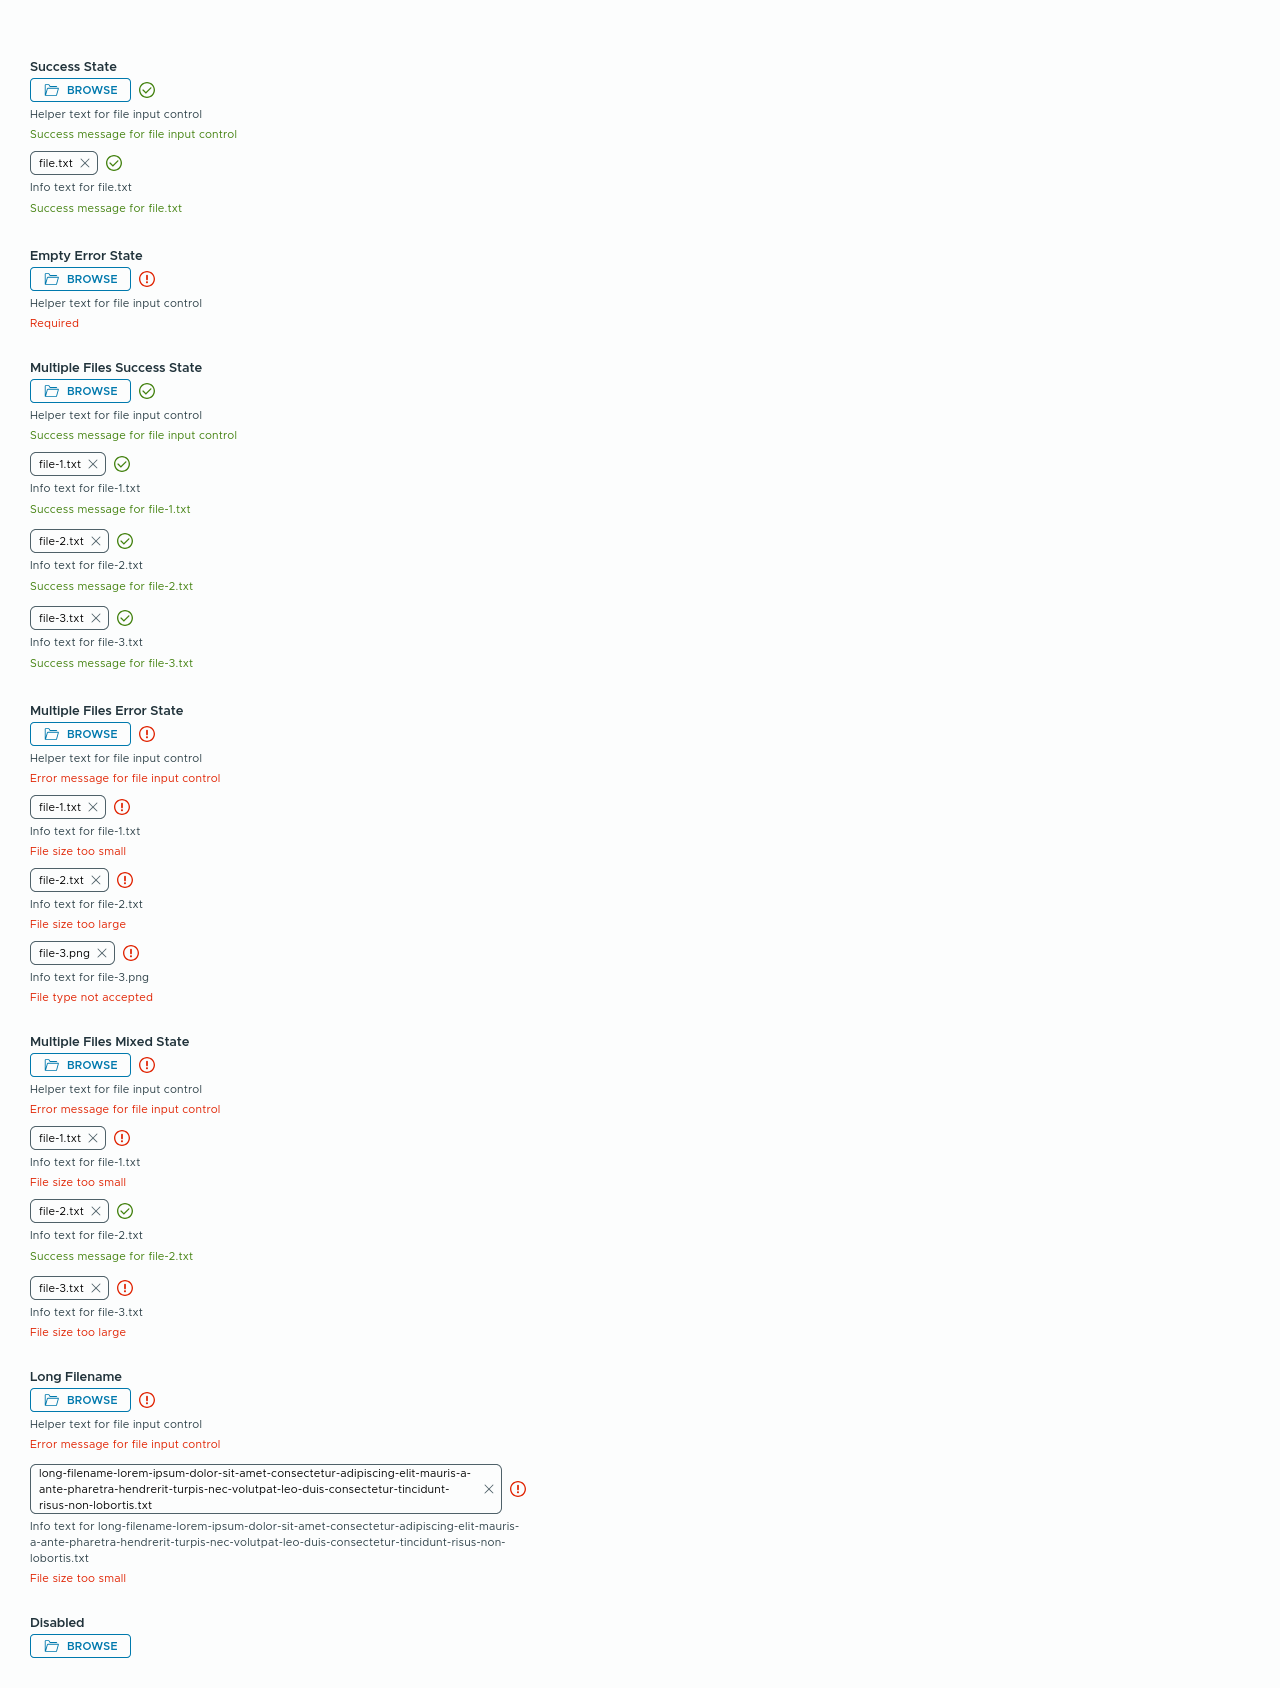 Success State
BROWSE
Helper text for file input control
Success message for file input control
file.txt
Info text for file.txt
Success message for file.txt
Empty Error State
BROWSE
Helper text for file input control
Required
Multiple Files Success State
BROWSE
Helper text for file input control
Success message for file input control
file-1.txt
Info text for file-1.txt
Success message for file-1.txt
file-2.txt
Info text for file-2.txt
Success message for file-2.txt
file-3.txt
Info text for file-3.txt
Success message for file-3.txt
Multiple Files Error State
BROWSE
Helper text for file input control
Error message for file input control
file-1.txt
Info text for file-1.txt
File size too small
file-2.txt
Info text for file-2.txt
File size too large
file-3.png
Info text for file-3.png
File type not accepted
Multiple Files Mixed State
BROWSE
Helper text for file input control
Error message for file input control
file-1.txt
Info text for file-1.txt
File size too small
file-2.txt
Info text for file-2.txt
Success message for file-2.txt
file-3.txt
Info text for file-3.txt
File size too large
Long Filename
BROWSE
Helper text for file input control
Error message for file input control
long-filename-lorem-ipsum-dolor-sit-amet-consectetur-adipiscing-elit-mauris-a-
ante-pharetra-hendrerit-turpis-nec-volutpat-leo-duis-consectetur-tincidunt-
risus-non-lobortis.txt
Info text for long-filename-lorem-ipsum-dolor-sit-amet-consectetur-adipiscing-elit-mauris-
a-ante-pharetra-hendrerit-turpis-nec-volutpat-leo-duis-consectetur-tincidunt-risus-non-
lobortis.txt
File size too small
Disabled
BROWSE